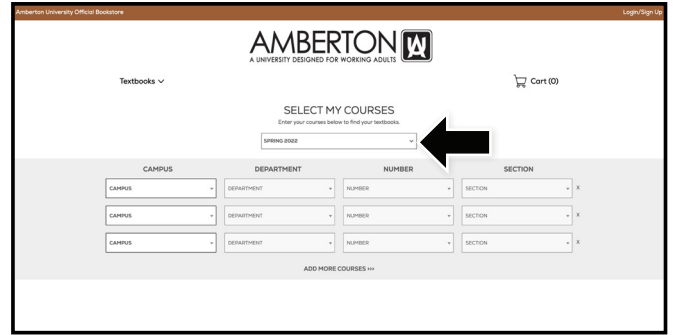 Amberton University Official Bookstore Login/Sign Up
AMBERTON
A UNIVERSITY DESIGNED FOR WORKING ADULTS
Textbooks Cart (0)
SELECT MY COURSES
Enter your courses below to find your textbooks.
SPRING 2022
CAMPUS DEPARTMENT NUMBER SECTION
CAMPUS DEPARTMENT NUMBER SECTION X
CAMPUS DEPARTMENT NUMBER SECTION X
CAMPUS DEPARTMENT NUMBER SECTION X
ADD MORE COURSES >>>